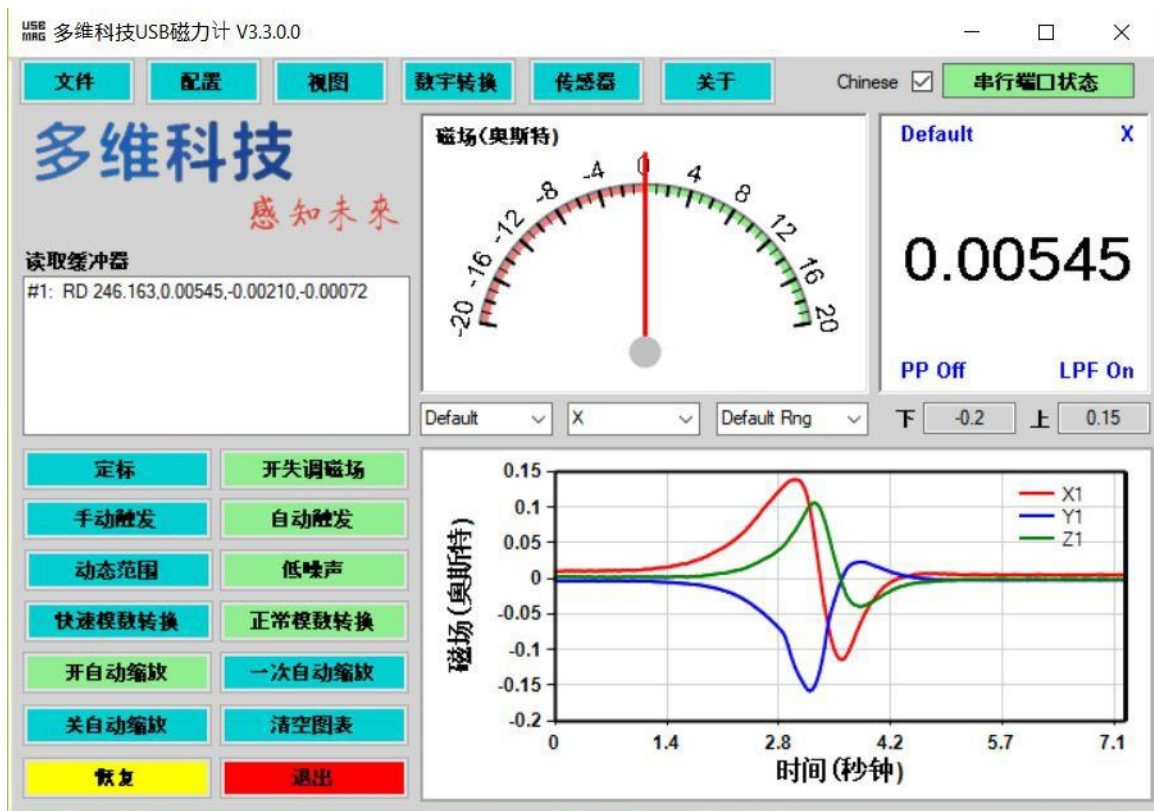 USB MAG 多维科技USB磁力计 V3.3.0.0
文件 配置 视图 数字转换 传感器 关于 Chinese 串行端口状态
多维科技
感知未來
读取缓冲器
#1: RD 246.163,0.00545,-0.00210,-0.00072
磁场(奥斯特)
-20 -16 -12 -8 -4 0 4 8 12 16 20
Default X
0.00545
PP Off LPF On
Default X Default Rng 下 -0.2 上 0.15
定标 开失调磁场
手动触发 自动触发
动态范围 低噪声
快速模数转换 正常模数转换
开自动缩放 一次自动缩放
关自动缩放 清空图表
恢复 退出
磁场(奥斯特)
0.15
0.1
0.05
0
-0.05
-0.1
-0.15
-0.2
X1
Y1
Z1
0 1.4 2.8 4.2 5.7 7.1
时间(秒钟)